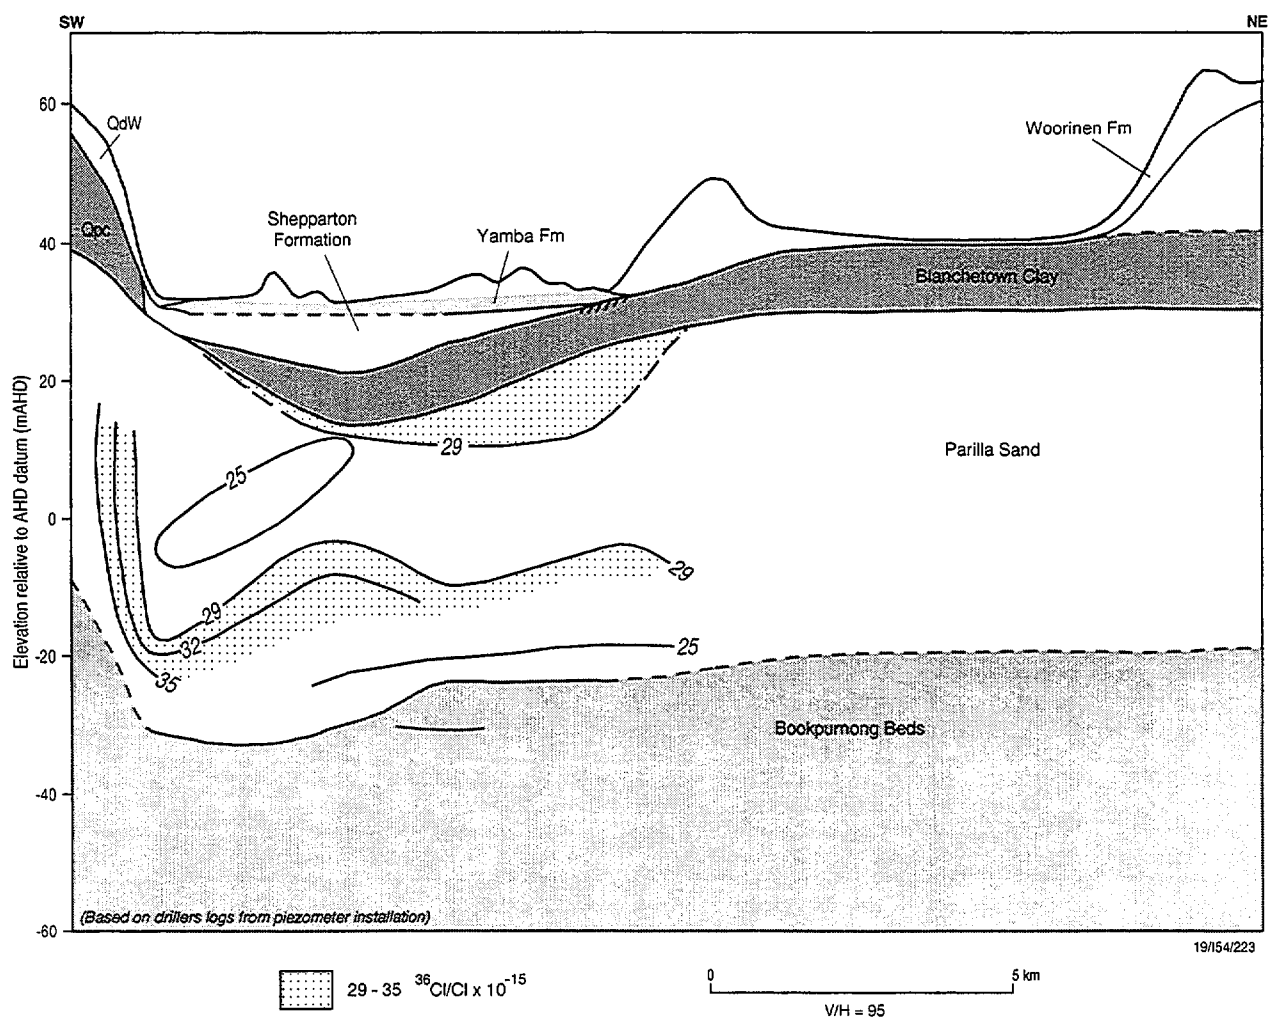 SW
NE
60
40
20
0
-20
-40
-60
Elevation relative to AHD datum (mAHD)
QdW
Qpc
Shepparton
Formation
Yamba Fm
Woorinen Fm
Blanchetown Clay
29
25
Parilla Sand
29
32
35
29
25
Bookpurnong Beds
(Based on drillers logs from piezometer installation)
19/I54/223
29 - 35 ³⁶Cl/Cl x 10⁻¹⁵
0
5 km
V/H = 95